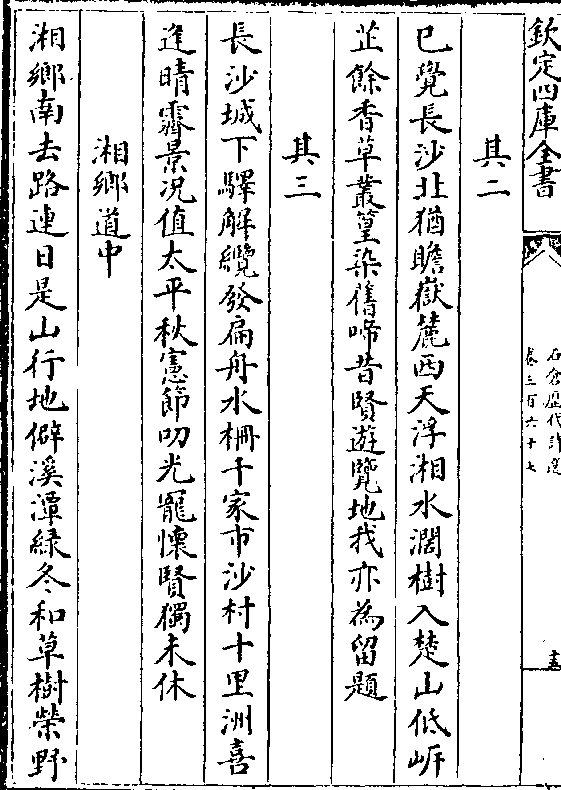 欽定四庫全書
石倉歷代詩選
卷三百六十七
其二
已覺長沙北猶瞻嶽麓西天浮湘水濶樹入楚山低㟁
芷餘香草叢篁染舊啼昔賢遊覽地我亦為留題
其三
長沙城下驛解纜發扁舟水柵千家市沙村十里洲喜
逢晴霽景况值太平秋憲節叨光寵懷賢獨未休
湘鄉道中
湘鄉南去路連日是山行地僻溪潭綠冬和草樹榮野